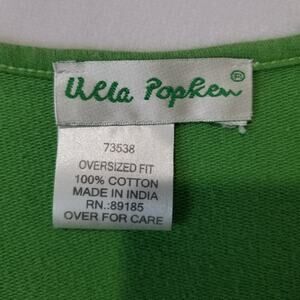 Ulla Popken®
73538
OVERSIZED FIT
100% COTTON
MADE IN INDIA
RN.:89185
OVER FOR CARE